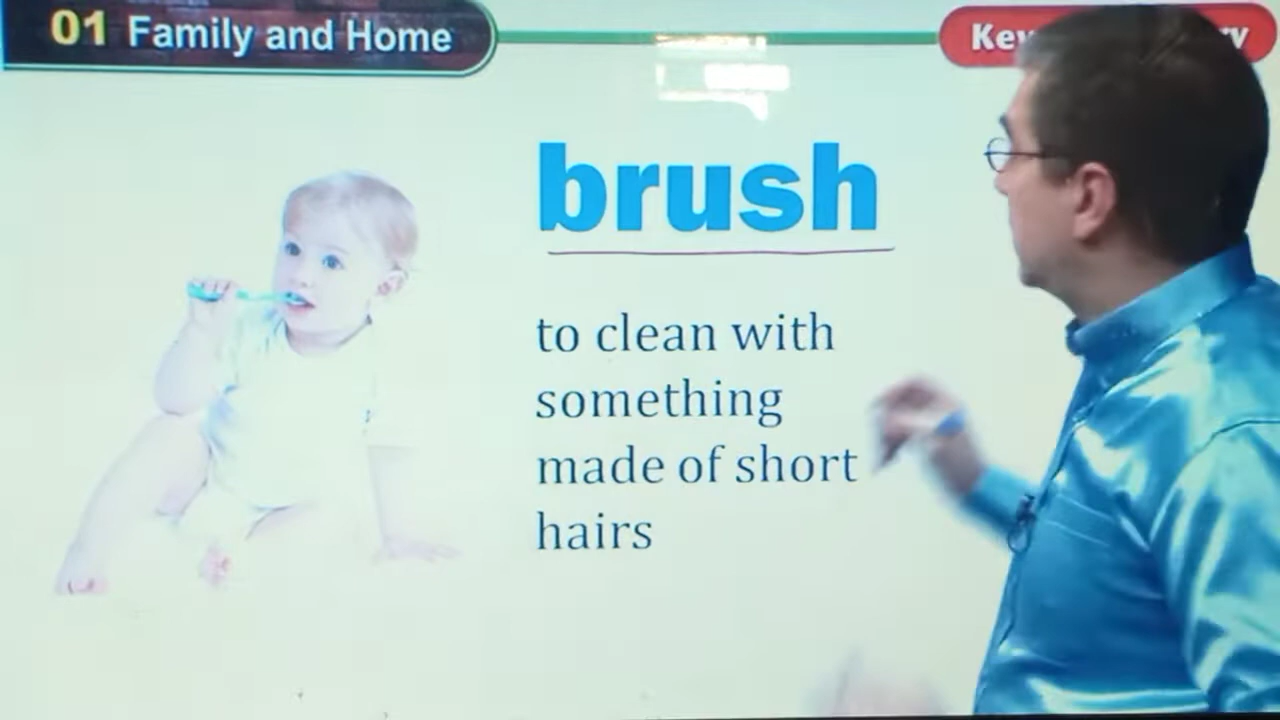 01 Family and Home
brush
to clean with
something
made of short
hairs